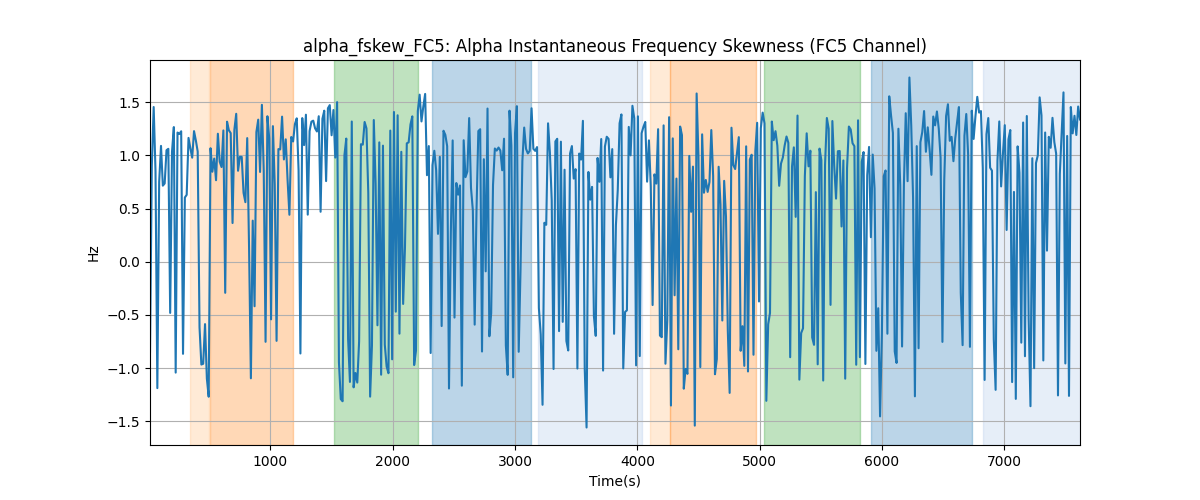 alpha_fskew_FC5: Alpha Instantaneous Frequency Skewness (FC5 Channel)
1.5
1.0
0.5
0.0
−0.5
−1.0
−1.5
Hz
1000 2000 3000 4000 5000 6000 7000
Time(s)